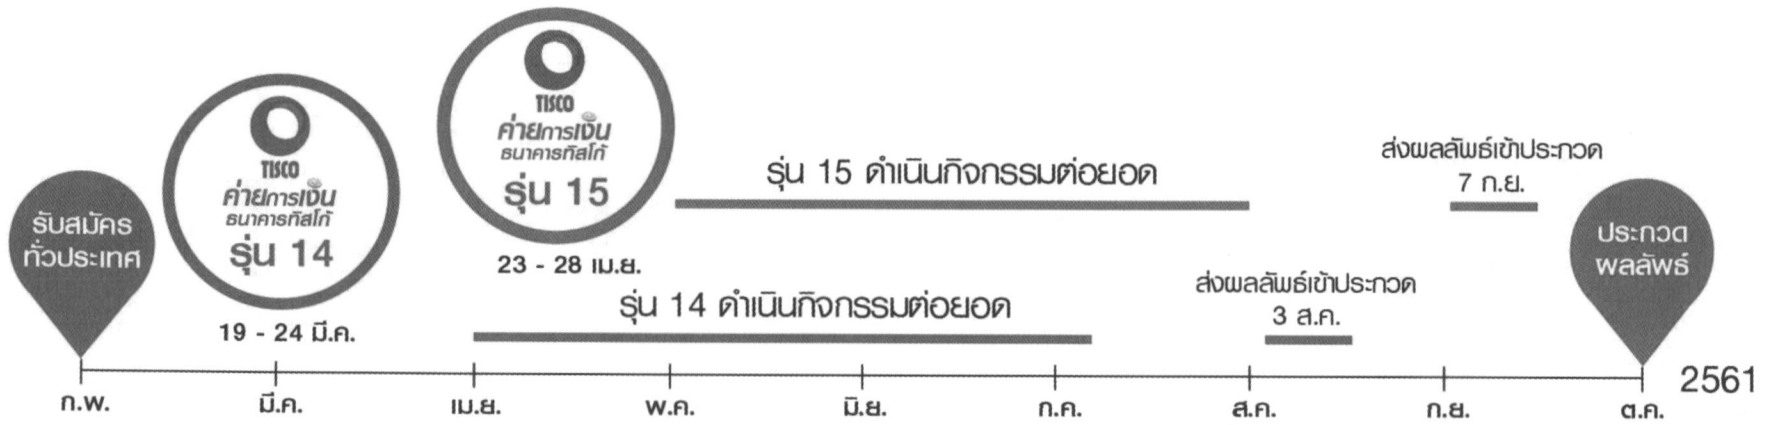 รับสมัคร
ทั่วประเทศ
TISCO
ค่ายการเงิน
ธนาคารทิสโก้
รุ่น 14
19 - 24 มี.ค.
TISCO
ค่ายการเงิน
ธนาคารทิสโก้
รุ่น 15
23 - 28 เม.ย.
รุ่น 15 ดำเนินกิจกรรมต่อยอด
รุ่น 14 ดำเนินกิจกรรมต่อยอด
ส่งผลลัพธ์เข้าประกวด
3 ส.ค.
ส่งผลลัพธ์เข้าประกวด
7 ก.ย.
ประกวด
ผลลัพธ์
ก.พ. มี.ค. เม.ย. พ.ค. มิ.ย. ก.ค. ส.ค. ก.ย. ต.ค. 2561